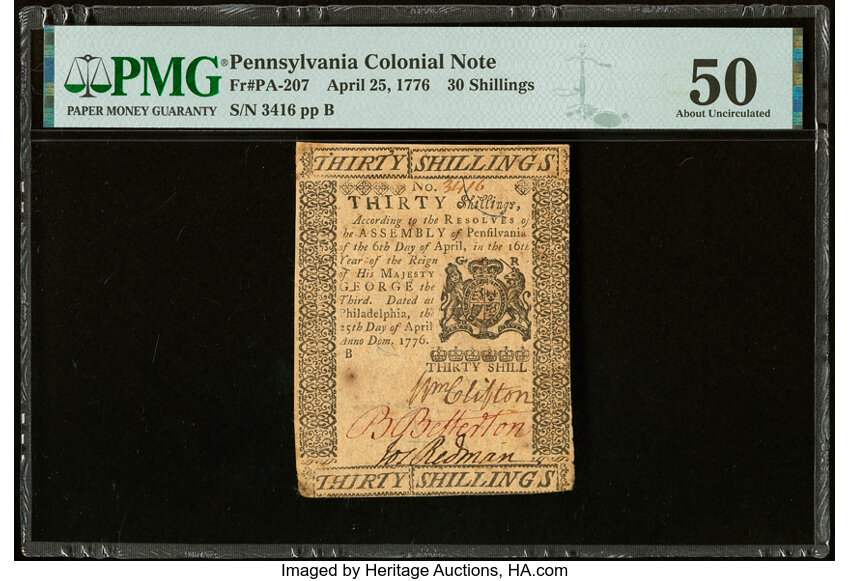 PMG® Pennsylvania Colonial Note
PAPER MONEY GUARANTY
Fr#PA-207 April 25, 1776 30 Shillings
S/N 3416 pp B
50
About Uncirculated
THIRTY SHILLINGS
No. 3416
THIRTY Shillings,
According to the RESOLVES of
he ASSEMBLY of Penſilvania
of the 6th Day of April, in the 16th
Year of the Reign
of His MAJESTY
GEORGE the
Third. Dated at
Philadelphia, th
25th Day of April
Anno Dom. 1776.
B
G R
THIRTY SHILL
Wm Clifton
B Betterton
Jos Redman
THIRTY SHILLINGS
Imaged by Heritage Auctions, HA.com